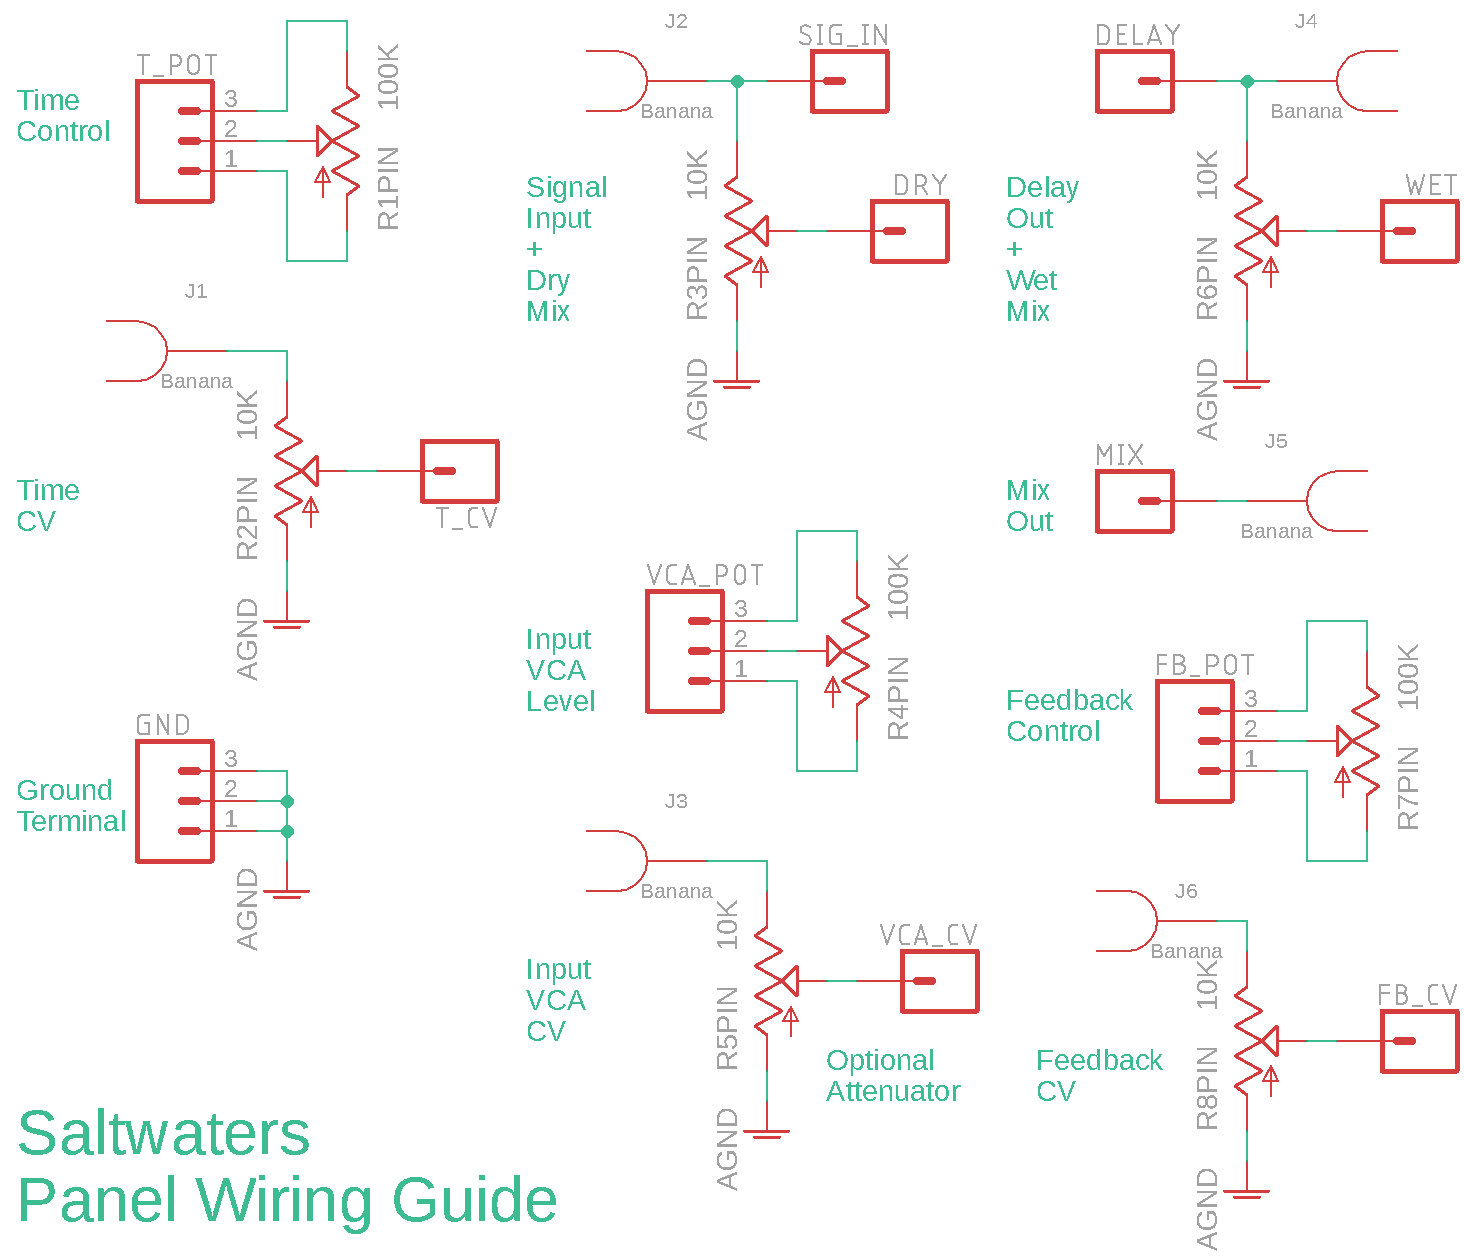 T_POT
Time
Control
3
2
1
100K
R1PIN
J1
Banana
10K
R2PIN
AGND
T_CV
Time
CV
GND
Ground
Terminal
3
2
1
AGND
J2
Banana
SIG_IN
Signal
Input
+
Dry
Mix
10K
R3PIN
DRY
AGND
VCA_POT
Input
VCA
Level
3
2
1
100K
R4PIN
J3
Banana
10K
R5PIN
AGND
VCA_CV
Input
VCA
CV
Optional
Attenuator
DELAY
J4
Banana
Delay
Out
+
Wet
Mix
10K
R6PIN
WET
AGND
MIX
J5
Banana
Mix
Out
FB_POT
Feedback
Control
3
2
1
100K
R7PIN
J6
Banana
10K
R8PIN
AGND
FB_CV
Feedback
CV
Saltwaters
Panel Wiring Guide